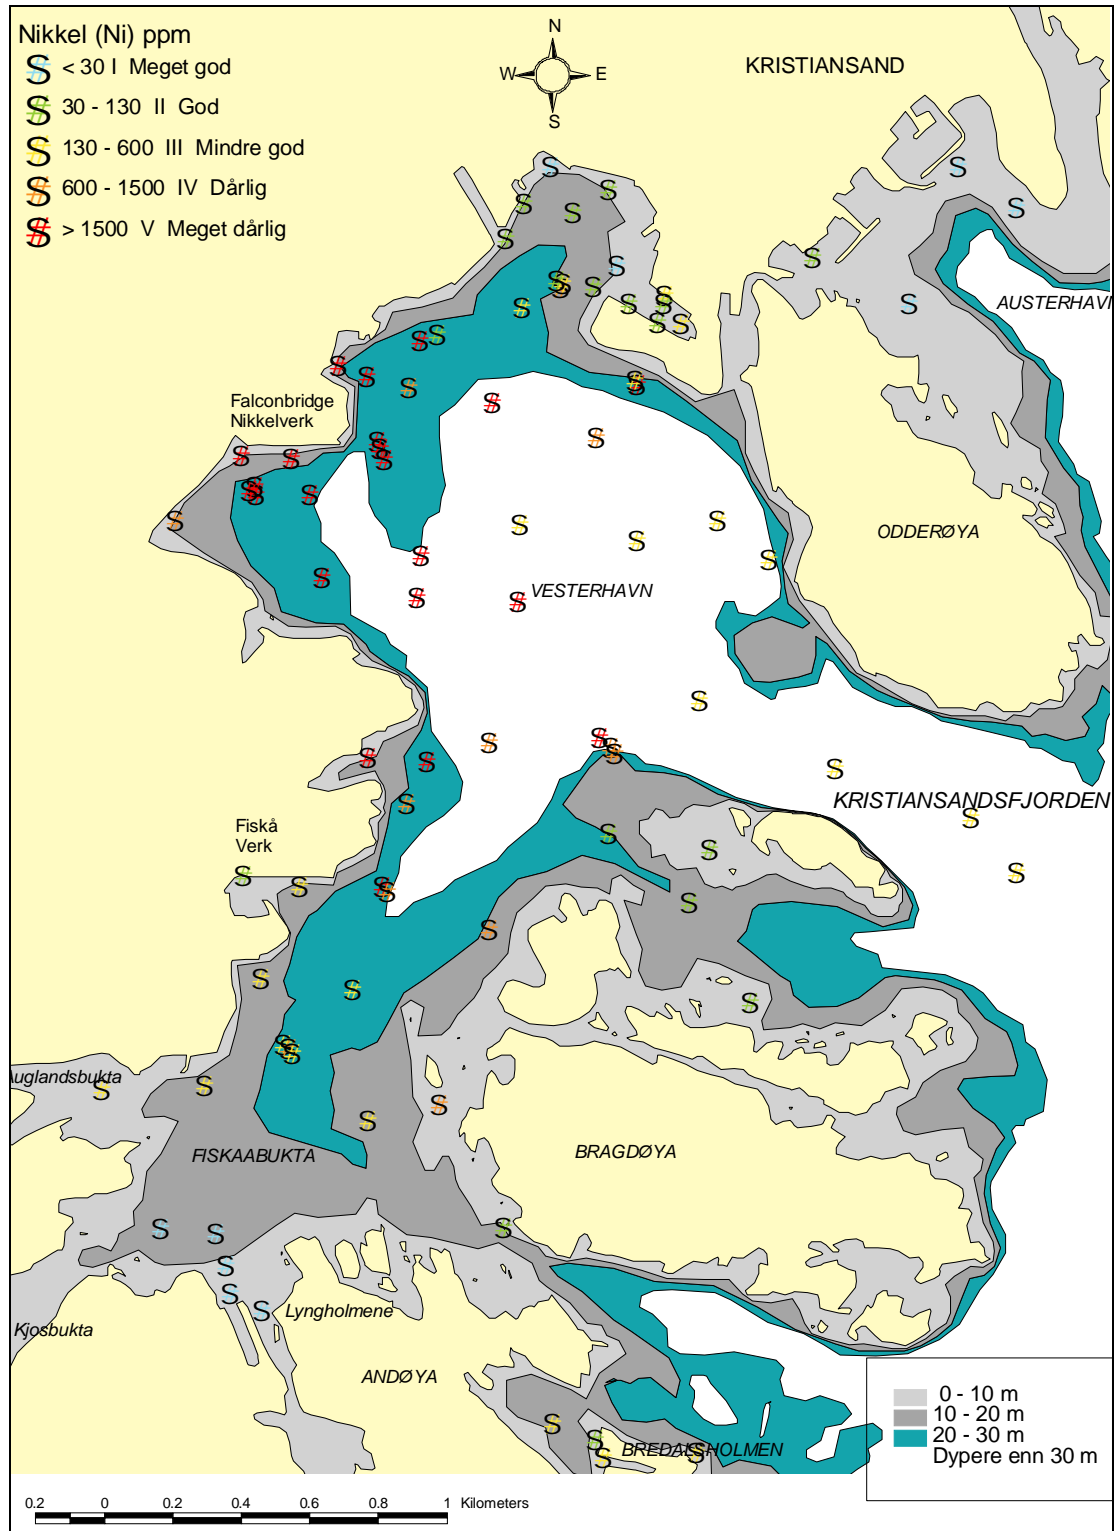 Nikkel (Ni) ppm
< 30 I Meget god
30 - 130 II God
130 - 600 III Mindre god
600 - 1500 IV Dårlig
> 1500 V Meget dårlig
N
W E
S
KRISTIANSAND
AUSTERHAVN
Falconbridge
Nikkelverk
ODDERØYA
VESTERHAVN
KRISTIANSANDSFJORDEN
Fiskå
Verk
Auglandsbukta
FISKAABUKTA
BRAGDØYA
Lyngholmene
Kjosbukta
ANDØYA
BREDALSHOLMEN
0 - 10 m
10 - 20 m
20 - 30 m
Dypere enn 30 m
0.2 0 0.2 0.4 0.6 0.8 1 Kilometers